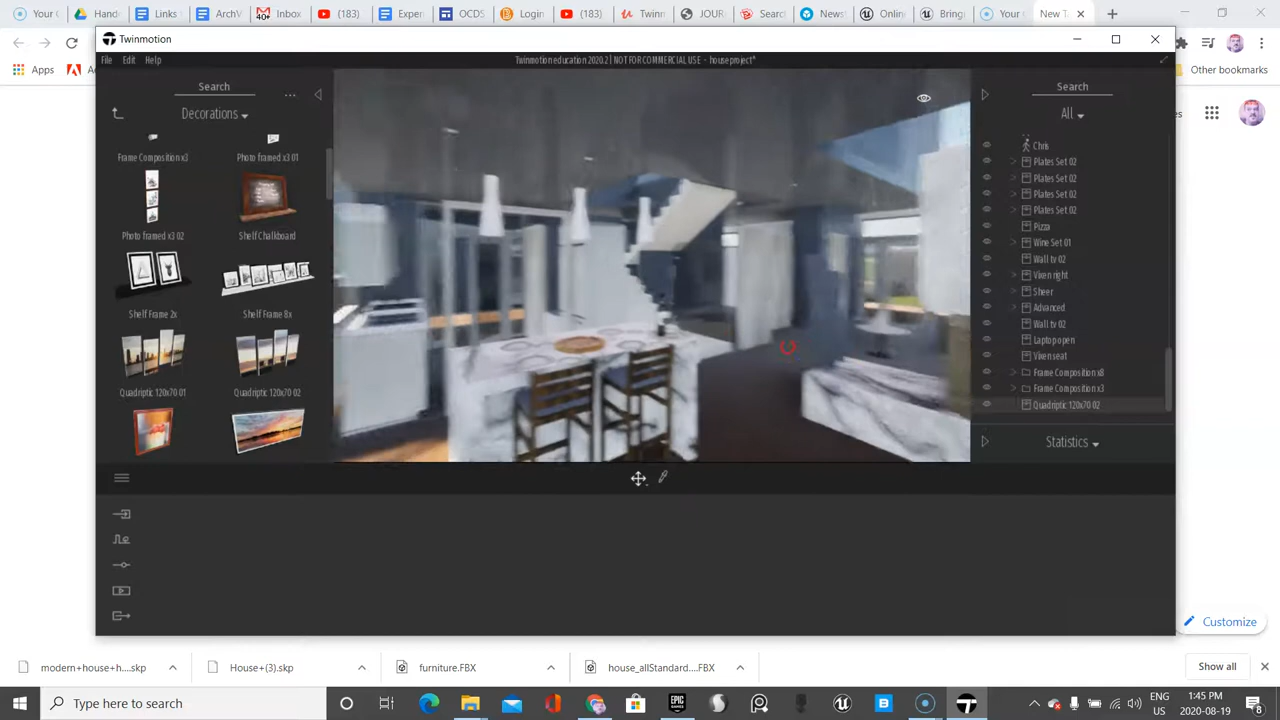 Your C
Landir
Links t
ArchV
40+
Inbox
(183)
Exper
OCDS
Login
(183)
Twinn
JOUR
Searc
News
Onlin
Bring
Your c
New Ta
Apps
Ad
Other bookmarks
Twinmotion
File
Edit
Help
Twinmotion education 2020.2 | NOT FOR COMMERCIAL USE - houseproject*
Search
...
Decorations
Frame Composition x3
Photo framed x3 01
Photo framed x3 02
Shelf Chalkboard
Shelf Frame 2x
Shelf Frame 8x
Quadriptic 120x70 01
Quadriptic 120x70 02
Search
All
Chris
Plates Set 02
Plates Set 02
Plates Set 02
Plates Set 02
Pizza
Wine Set 01
Wall tv 02
Vixen right
Sheer
Advanced
Wall tv 02
Laptop open
Vixen seat
Frame Composition x8
Frame Composition x3
Quadriptic 120x70 02
Statistics
Customize
modern+house+h....skp
House+(3).skp
furniture.FBX
house_allStandard....FBX
Show all
Type here to search
EPIC
ENG
US
1:45 PM
2020-08-19
8